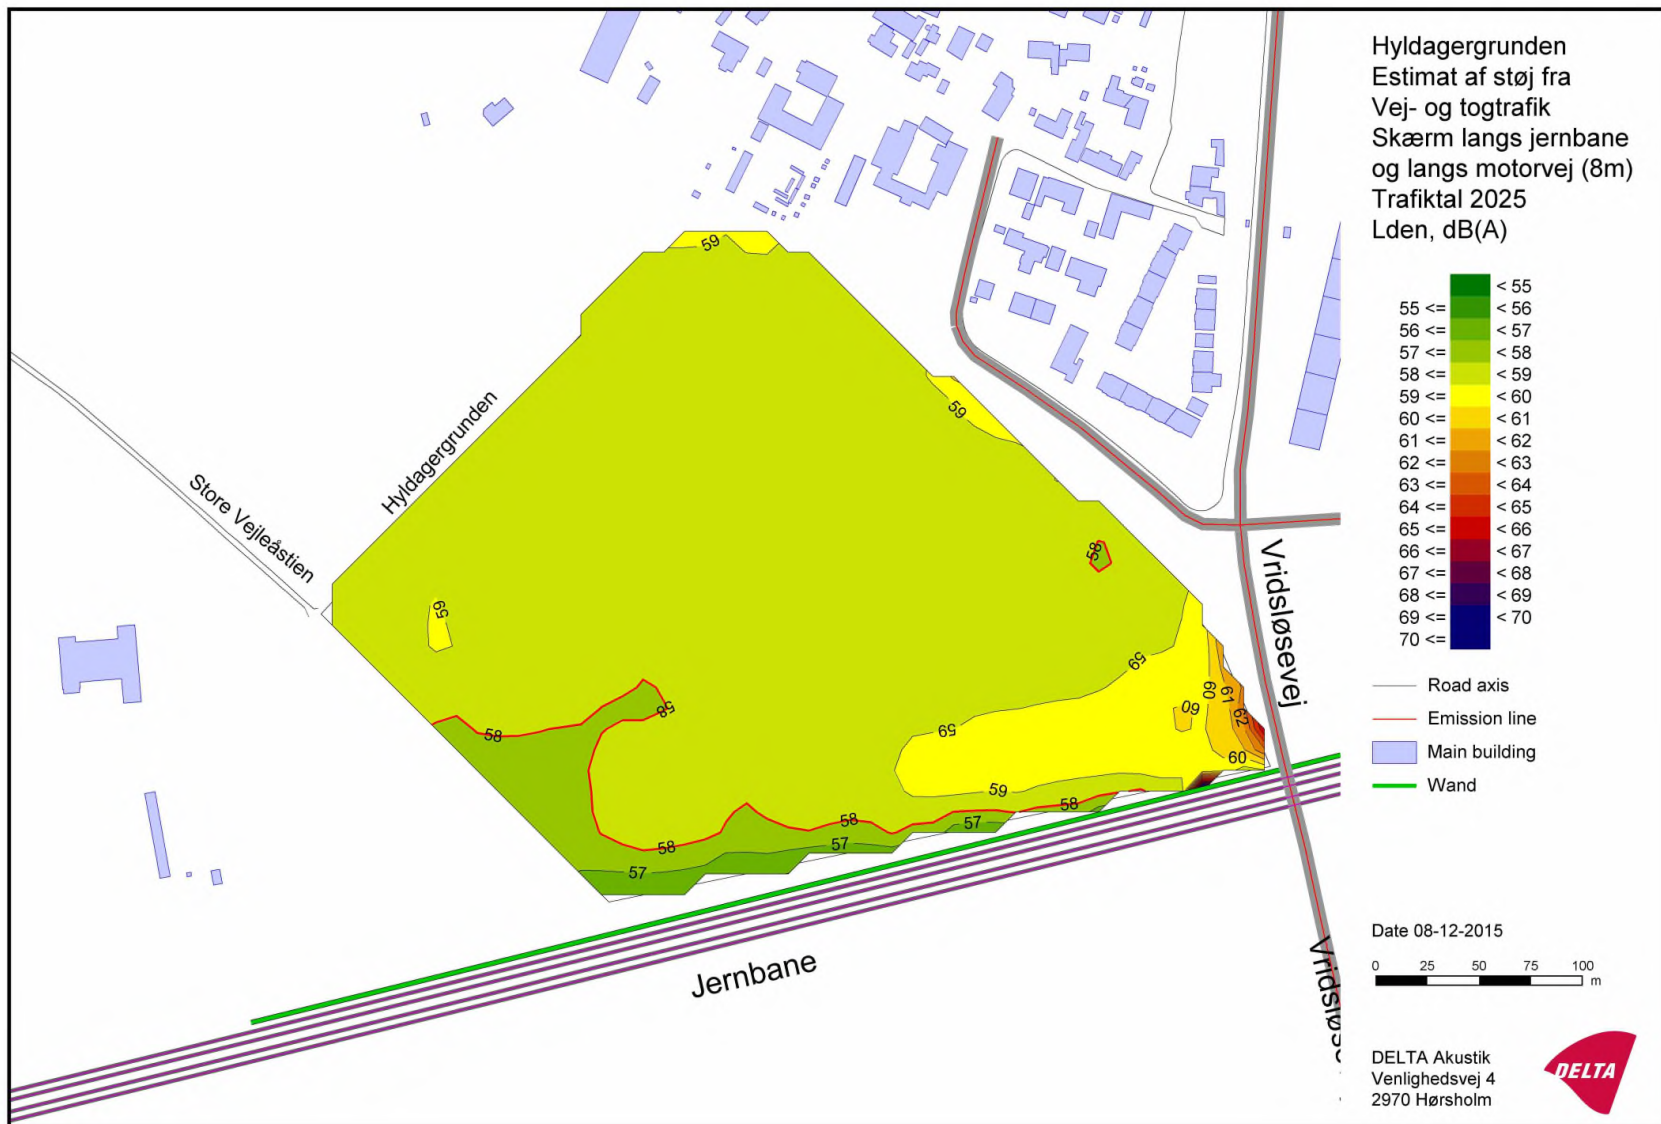 Hyldagergrunden
Estimat af støj fra
Vej- og togtrafik
Skærm langs jernbane
og langs motorvej (8m)
Trafiktal 2025
Lden, dB(A)
< 55
55 <= < 56
56 <= < 57
57 <= < 58
58 <= < 59
59 <= < 60
60 <= < 61
61 <= < 62
62 <= < 63
63 <= < 64
64 <= < 65
65 <= < 66
66 <= < 67
67 <= < 68
68 <= < 69
69 <= < 70
70 <=
Road axis
Emission line
Main building
Wand
Date 08-12-2015
0 25 50 75 100
m
DELTA Akustik
Venlighedsvej 4
2970 Hørsholm
DELTA
Store Vejleåstien
Hyldagergrunden
Vridsløsevej
Jernbane
59
59
58
59
59
60
61
62
60
60
59
59
58
58
58
58
58
57
57
57